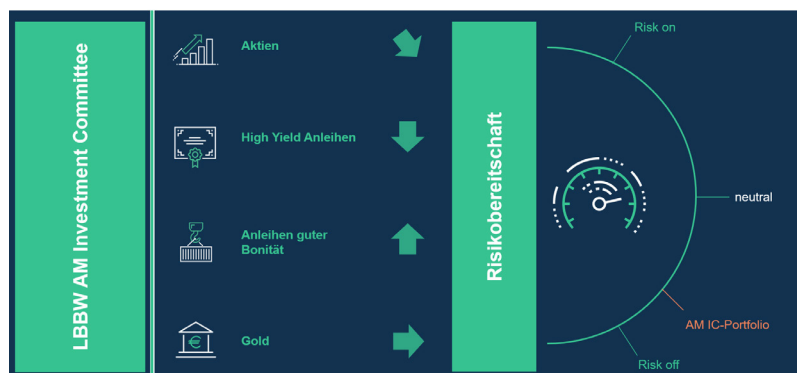 LBBW AM Investment Committee
Aktien
High Yield Anleihen
Anleihen guter
Bonität
Gold
€
Risikobereitschaft
Risk on
neutral
AM IC-Portfolio
Risk off